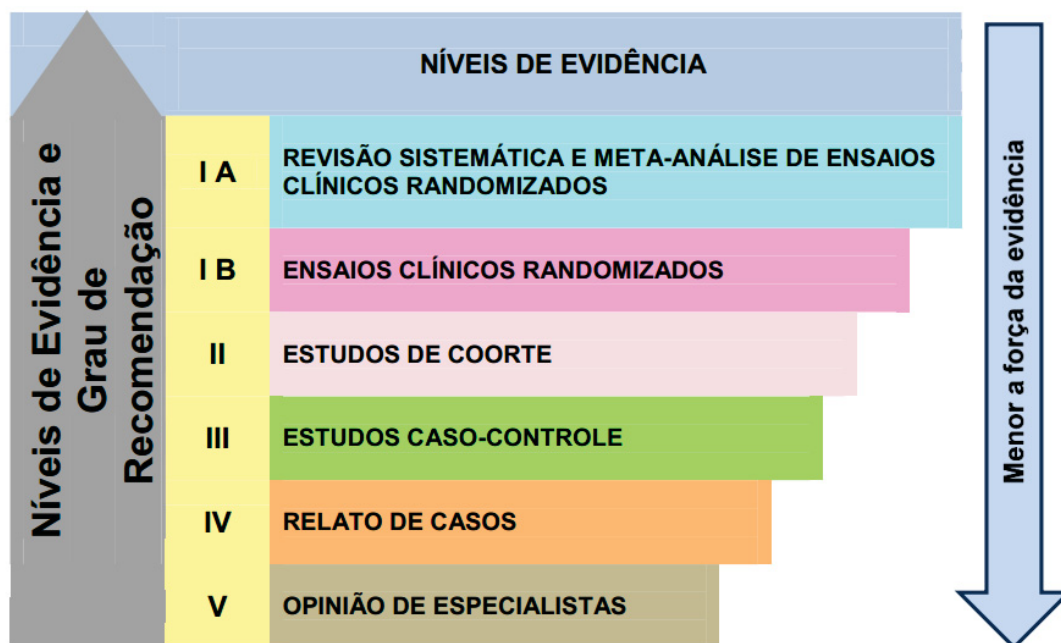 NÍVEIS DE EVIDÊNCIA
Níveis de Evidência e
Grau de
Recomendação
I A
REVISÃO SISTEMÁTICA E META-ANÁLISE DE ENSAIOS
CLÍNICOS RANDOMIZADOS
I B
ENSAIOS CLÍNICOS RANDOMIZADOS
II
ESTUDOS DE COORTE
III
ESTUDOS CASO-CONTROLE
IV
RELATO DE CASOS
V
OPINIÃO DE ESPECIALISTAS
Menor a força da evidência